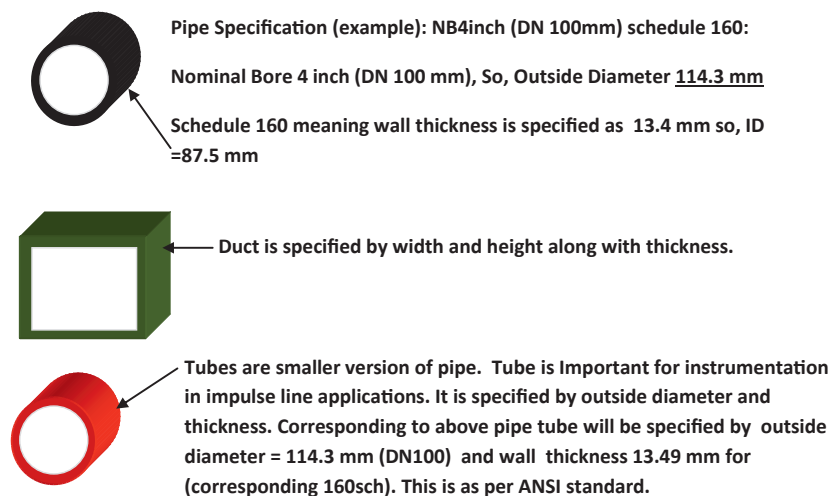 Pipe Specification (example): NB4inch (DN 100mm) schedule 160:
Nominal Bore 4 inch (DN 100 mm), So, Outside Diameter 114.3 mm
Schedule 160 meaning wall thickness is specified as 13.4 mm so, ID
=87.5 mm
Duct is specified by width and height along with thickness.
Tubes are smaller version of pipe. Tube is Important for instrumentation
in impulse line applications. It is specified by outside diameter and
thickness. Corresponding to above pipe tube will be specified by outside
diameter = 114.3 mm (DN100) and wall thickness 13.49 mm for
(corresponding 160sch). This is as per ANSI standard.